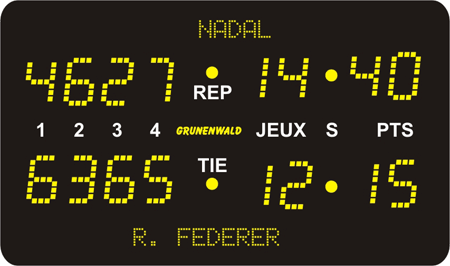 NADAL
4627 REP 14 40
1 2 3 4 GRUNENWALD JEUX S PTS
6365 TIE 12 15
R. FEDERER